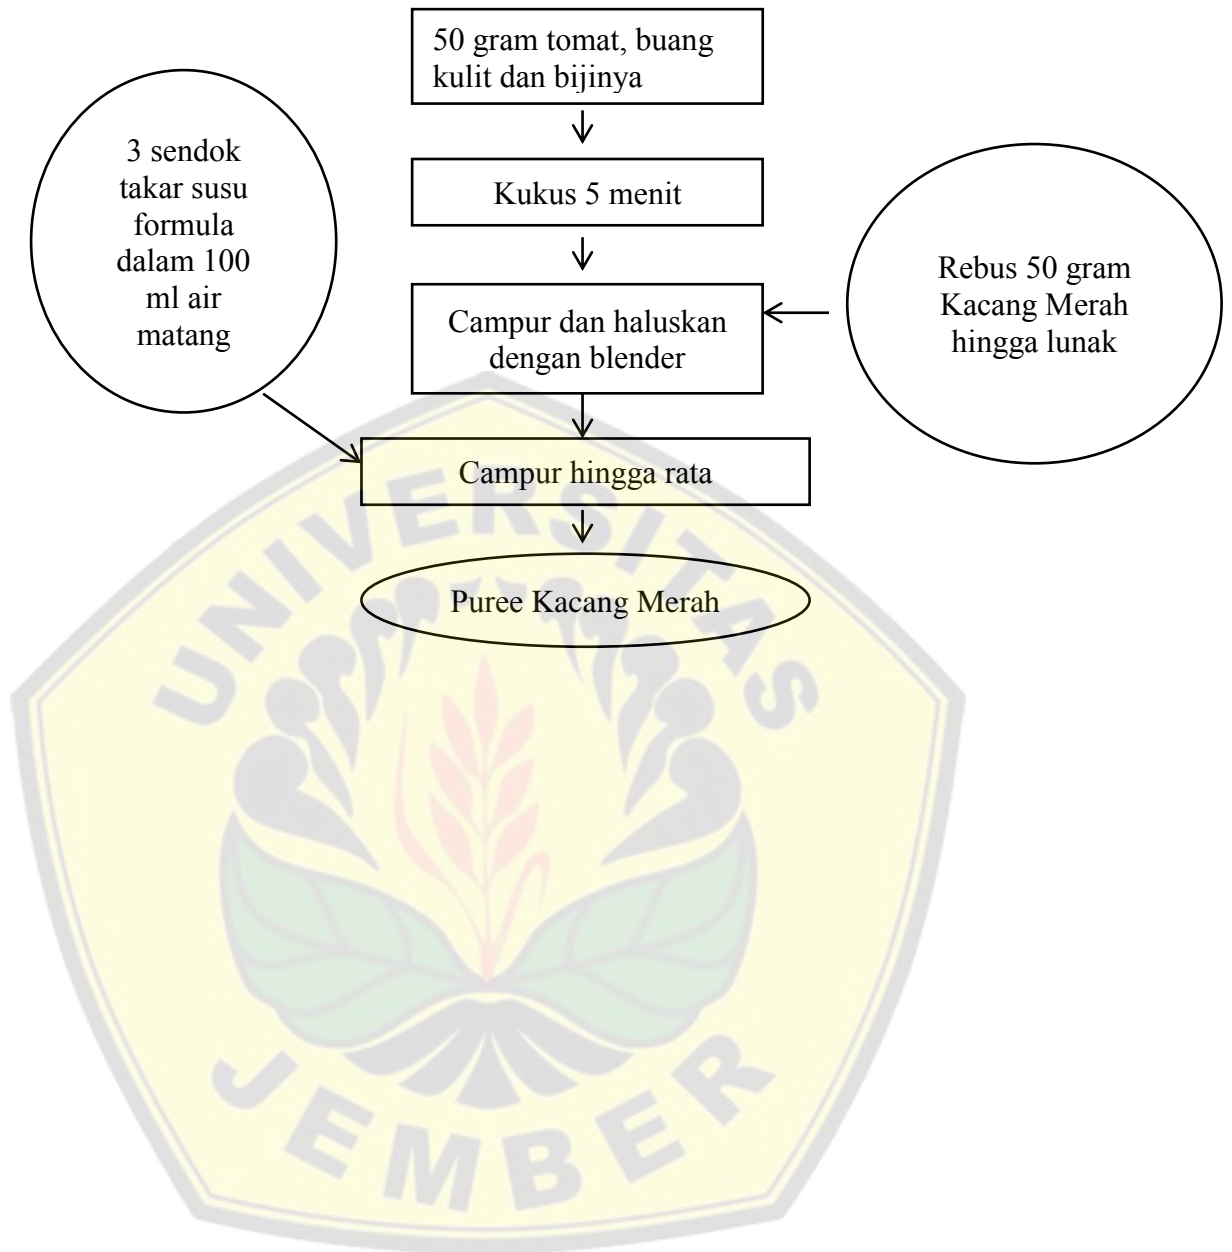 50 gram tomat, buang
kulit dan bijinya
3 sendok
takar susu
formula
dalam 100
ml air
matang
Kukus 5 menit
Rebus 50 gram
Kacang Merah
hingga lunak
Campur dan haluskan
dengan blender
Campur hingga rata
Puree Kacang Merah
UNIVERSITAS
JEMBER